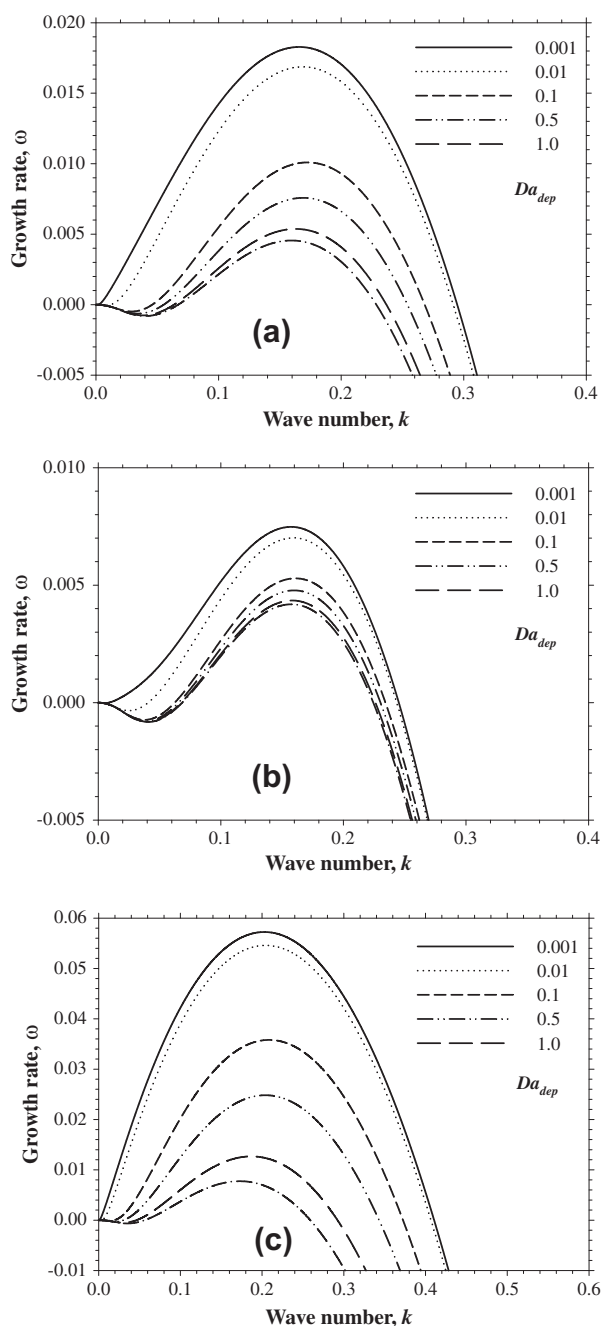 0.020
0.015
0.010
0.005
0.000
-0.005
Growth rate, ω
0.001
0.01
0.1
0.5
1.0
Da_dep
(a)
0.0 0.1 0.2 0.3 0.4
Wave number, k
0.010
0.005
0.000
-0.005
Growth rate, ω
0.001
0.01
0.1
0.5
1.0
Da_dep
(b)
0.0 0.1 0.2 0.3 0.4
Wave number, k
0.06
0.05
0.04
0.03
0.02
0.01
0.00
-0.01
Growth rate, ω
0.001
0.01
0.1
0.5
1.0
Da_dep
(c)
0.0 0.1 0.2 0.3 0.4 0.5 0.6
Wave number, k